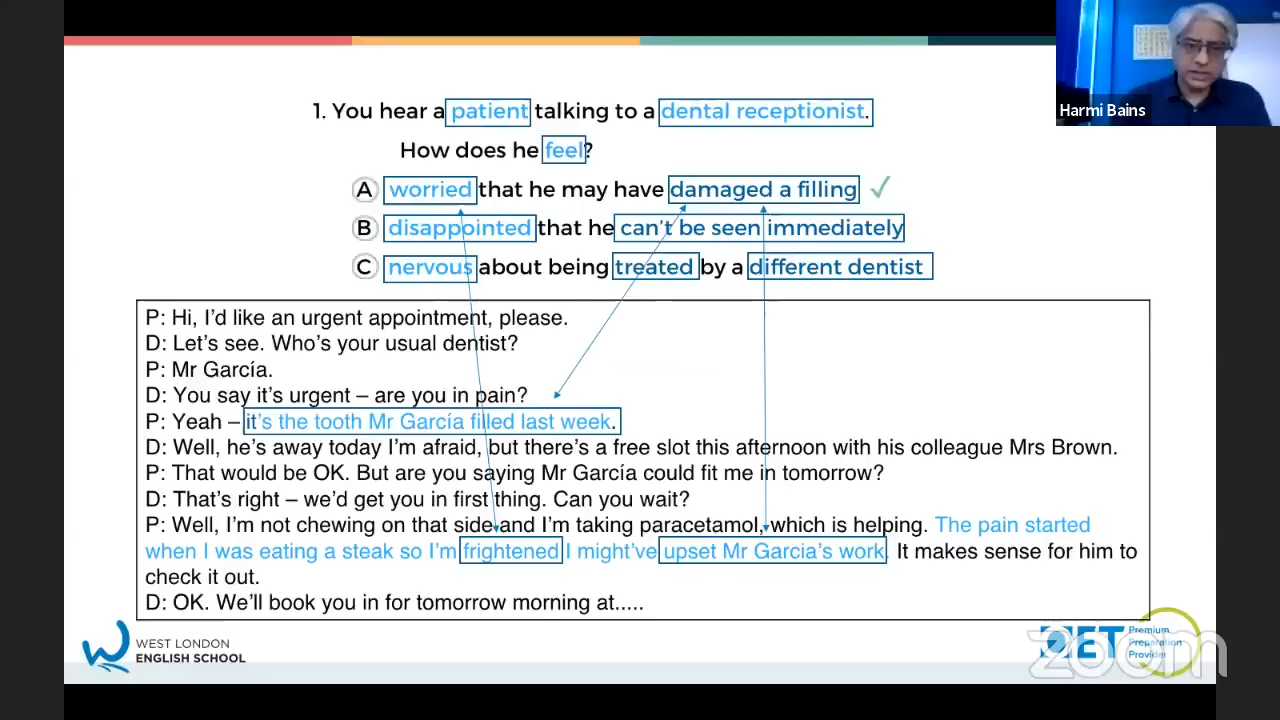 Harmi Bains
1. You hear a patient talking to a dental receptionist.
How does he feel?
A worried that he may have damaged a filling ✓
B disappointed that he can't be seen immediately
C nervous about being treated by a different dentist
P: Hi, I'd like an urgent appointment, please.
D: Let's see. Who's your usual dentist?
P: Mr García.
D: You say it's urgent – are you in pain?
P: Yeah – it's the tooth Mr García filled last week.
D: Well, he's away today I'm afraid, but there's a free slot this afternoon with his colleague Mrs Brown.
P: That would be OK. But are you saying Mr García could fit me in tomorrow?
D: That's right – we'd get you in first thing. Can you wait?
P: Well, I'm not chewing on that side and I'm taking paracetamol, which is helping. The pain started
when I was eating a steak so I'm frightened I might've upset Mr Garcia's work. It makes sense for him to
check it out.
D: OK. We'll book you in for tomorrow morning at.....
WEST LONDON
ENGLISH SCHOOL
OET
Premium
Preparation
Provider
zoom